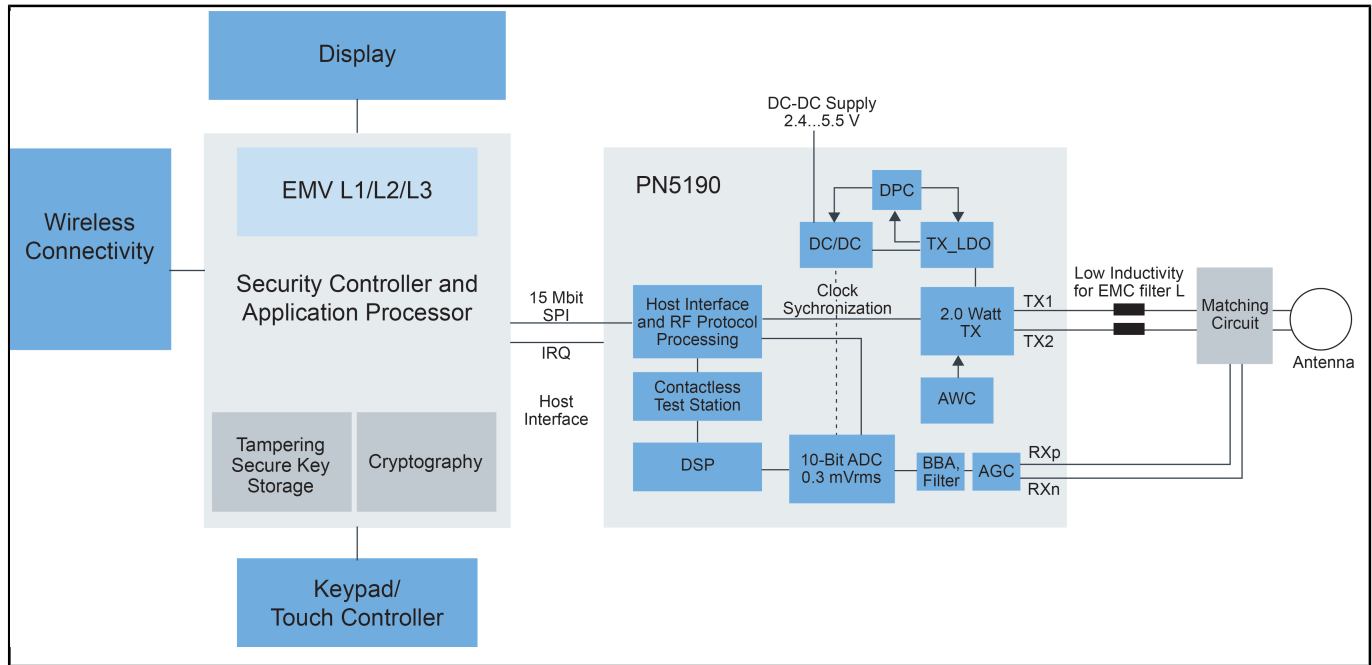 Display
DC-DC Supply
2.4...5.5 V
EMV L1/L2/L3
PN5190
DPC
Wireless
Connectivity
DC/DC
TX_LDO
Security Controller and
Application Processor
15 Mbit
SPI
IRQ
Host
Interface
Host Interface
and RF Protocol
Processing
Clock
Sychronization
2.0 Watt
TX
TX1
TX2
Low Inductivity
for EMC filter L
Matching
Circuit
Antenna
Contactless
Test Station
AWC
Tampering
Secure Key
Storage
Cryptography
DSP
10-Bit ADC
0.3 mVrms
BBA,
Filter
AGC
RXp
RXn
Keypad/
Touch Controller